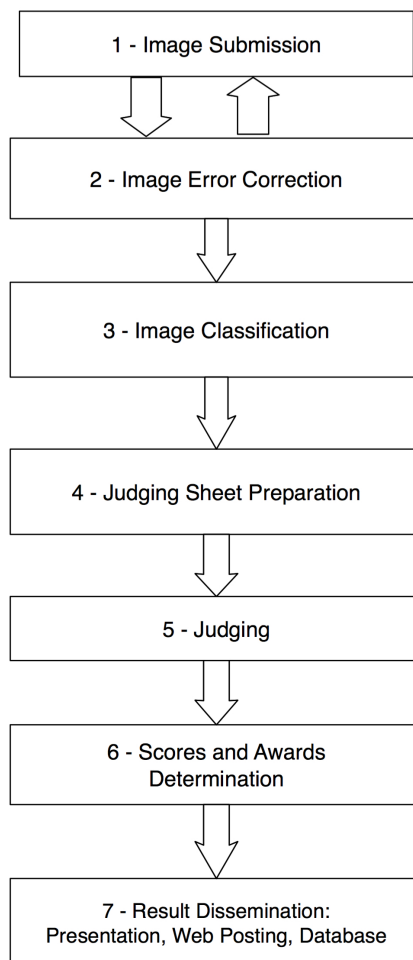 1 - Image Submission
2 - Image Error Correction
3 - Image Classification
4 - Judging Sheet Preparation
5 - Judging
6 - Scores and Awards
Determination
7 - Result Dissemination:
Presentation, Web Posting, Database